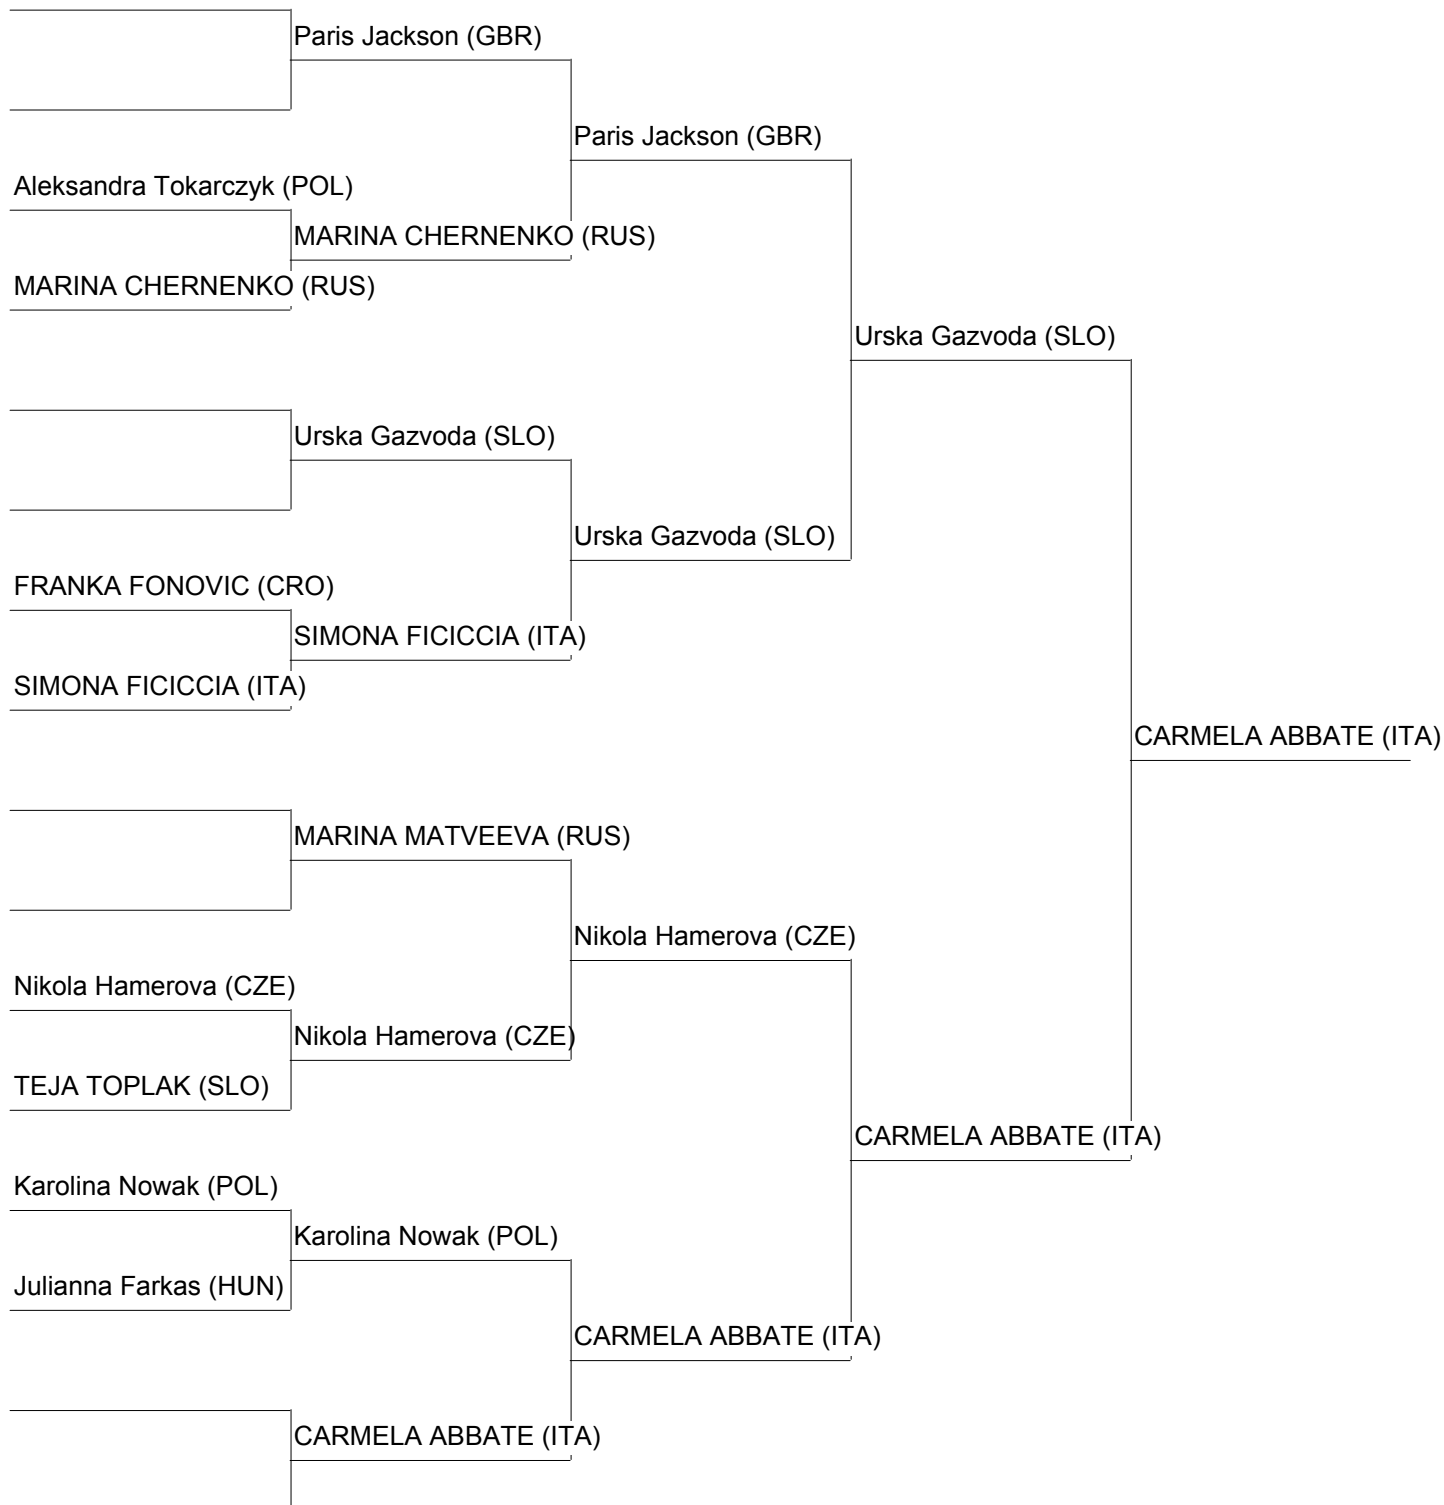 Paris Jackson (GBR)
Paris Jackson (GBR)
Aleksandra Tokarczyk (POL)
MARINA CHERNENKO (RUS)
MARINA CHERNENKO (RUS)
Urska Gazvoda (SLO)
Urska Gazvoda (SLO)
Urska Gazvoda (SLO)
FRANKA FONOVIC (CRO)
SIMONA FICICCIA (ITA)
SIMONA FICICCIA (ITA)
CARMELA ABBATE (ITA)
MARINA MATVEEVA (RUS)
Nikola Hamerova (CZE)
Nikola Hamerova (CZE)
Nikola Hamerova (CZE)
TEJA TOPLAK (SLO)
CARMELA ABBATE (ITA)
Karolina Nowak (POL)
Karolina Nowak (POL)
Julianna Farkas (HUN)
CARMELA ABBATE (ITA)
CARMELA ABBATE (ITA)